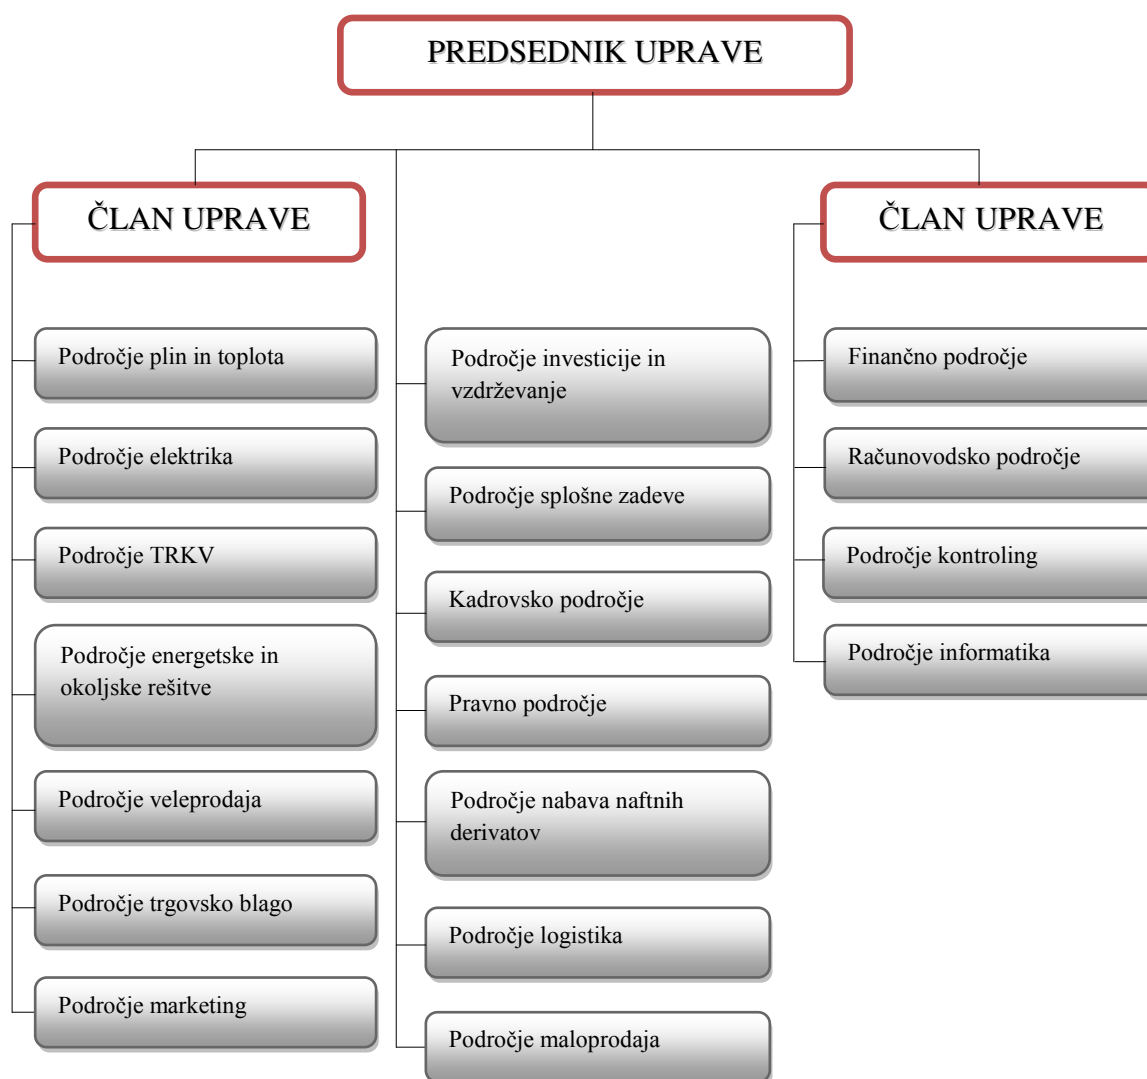 PREDSEDNIK UPRAVE
ČLAN UPRAVE
ČLAN UPRAVE
Področje plin in toplota
Področje elektrika
Področje TRKV
Področje energetske in
okoljske rešitve
Področje veleprodaja
Področje trgovsko blago
Področje marketing
Področje investicije in
vzdrževanje
Področje splošne zadeve
Kadrovsko področje
Pravno področje
Področje nabava naftnih
derivatov
Področje logistika
Področje maloprodaja
Finančno področje
Računovodsko področje
Področje kontroling
Področje informatika